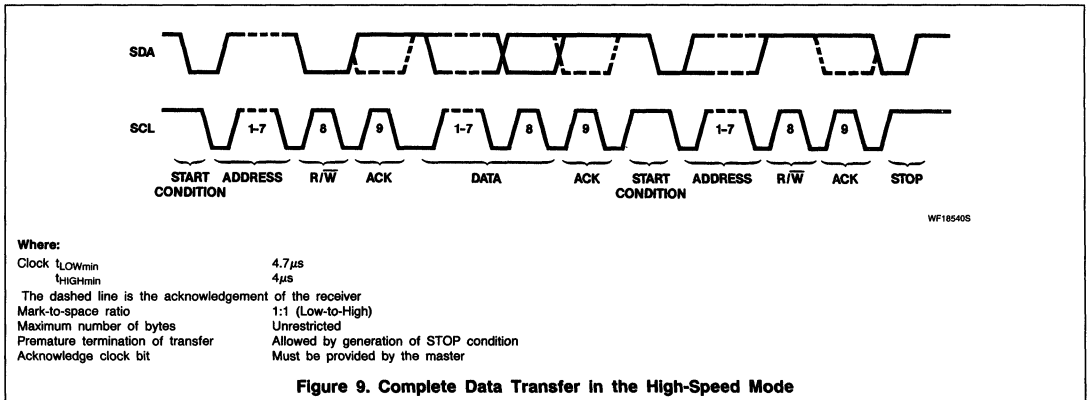 SDA
SCL 1-7 8 9 1-7 8 9 1-7 8 9
START CONDITION ADDRESS R/W̅ ACK DATA ACK START CONDITION ADDRESS R/W̅ ACK STOP
WF18540S
Where:
Clock tLOWmin 4.7μs
tHIGHmin 4μs
The dashed line is the acknowledgement of the receiver
Mark-to-space ratio 1:1 (Low-to-High)
Maximum number of bytes Unrestricted
Premature termination of transfer Allowed by generation of STOP condition
Acknowledge clock bit Must be provided by the master
Figure 9. Complete Data Transfer in the High-Speed Mode